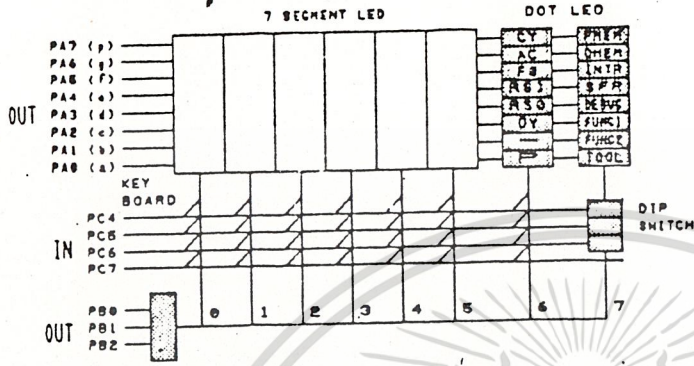 7 SEGMENT LED
DOT LED
PA7 (p)
PA6 (g)
PA5 (f)
PA4 (e)
PA3 (d)
PA2 (c)
PA1 (b)
PA0 (a)
OUT
CY
AC
F0
RS1
RS0
OV
—
P
PMEM
DMEM
INTR
SFR
DEBUG
FUNC1
FUNC2
TOOL
KEY
BOARD
PC4
PC5
PC6
PC7
IN
DIP
SWITCH
PB0
PB1
PB2
OUT
0 1 2 3 4 5 6 7